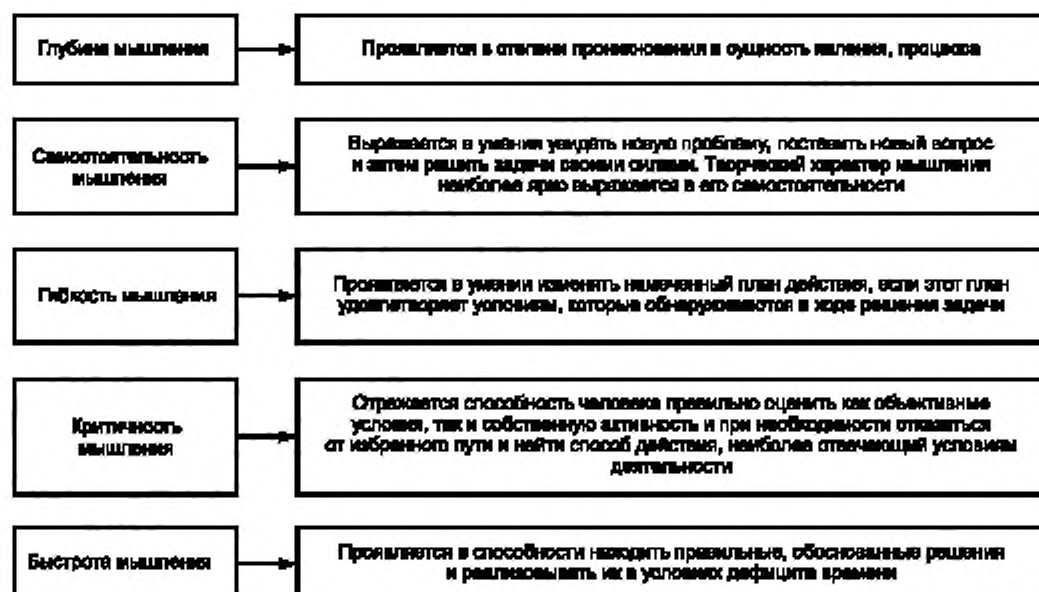 Глубина мышления
Проявляется в степени проникновения в сущность явления, процесса
Самостоятельность
мышления
Выражается в умении увидеть новую проблему, поставить новый вопрос
и затем решить задачи своими силами. Творческий характер мышления
наиболее ярко выражается в его самостоятельности
Гибкость мышления
Проявляется в умении изменять намеченный план действия, если этот план
удовлетворяет условиям, которые обнаруживаются в ходе решения задачи
Критичность
мышления
Отражается способность человека правильно оценить как объективные
условия, так и собственную активность и при необходимости отказаться
от избранного пути и найти способ действия, наиболее отвечающий условиям
деятельности
Быстрота мышления
Проявляется в способности находить правильные, обоснованные решения
и реализовывать их в условиях дефицита времени